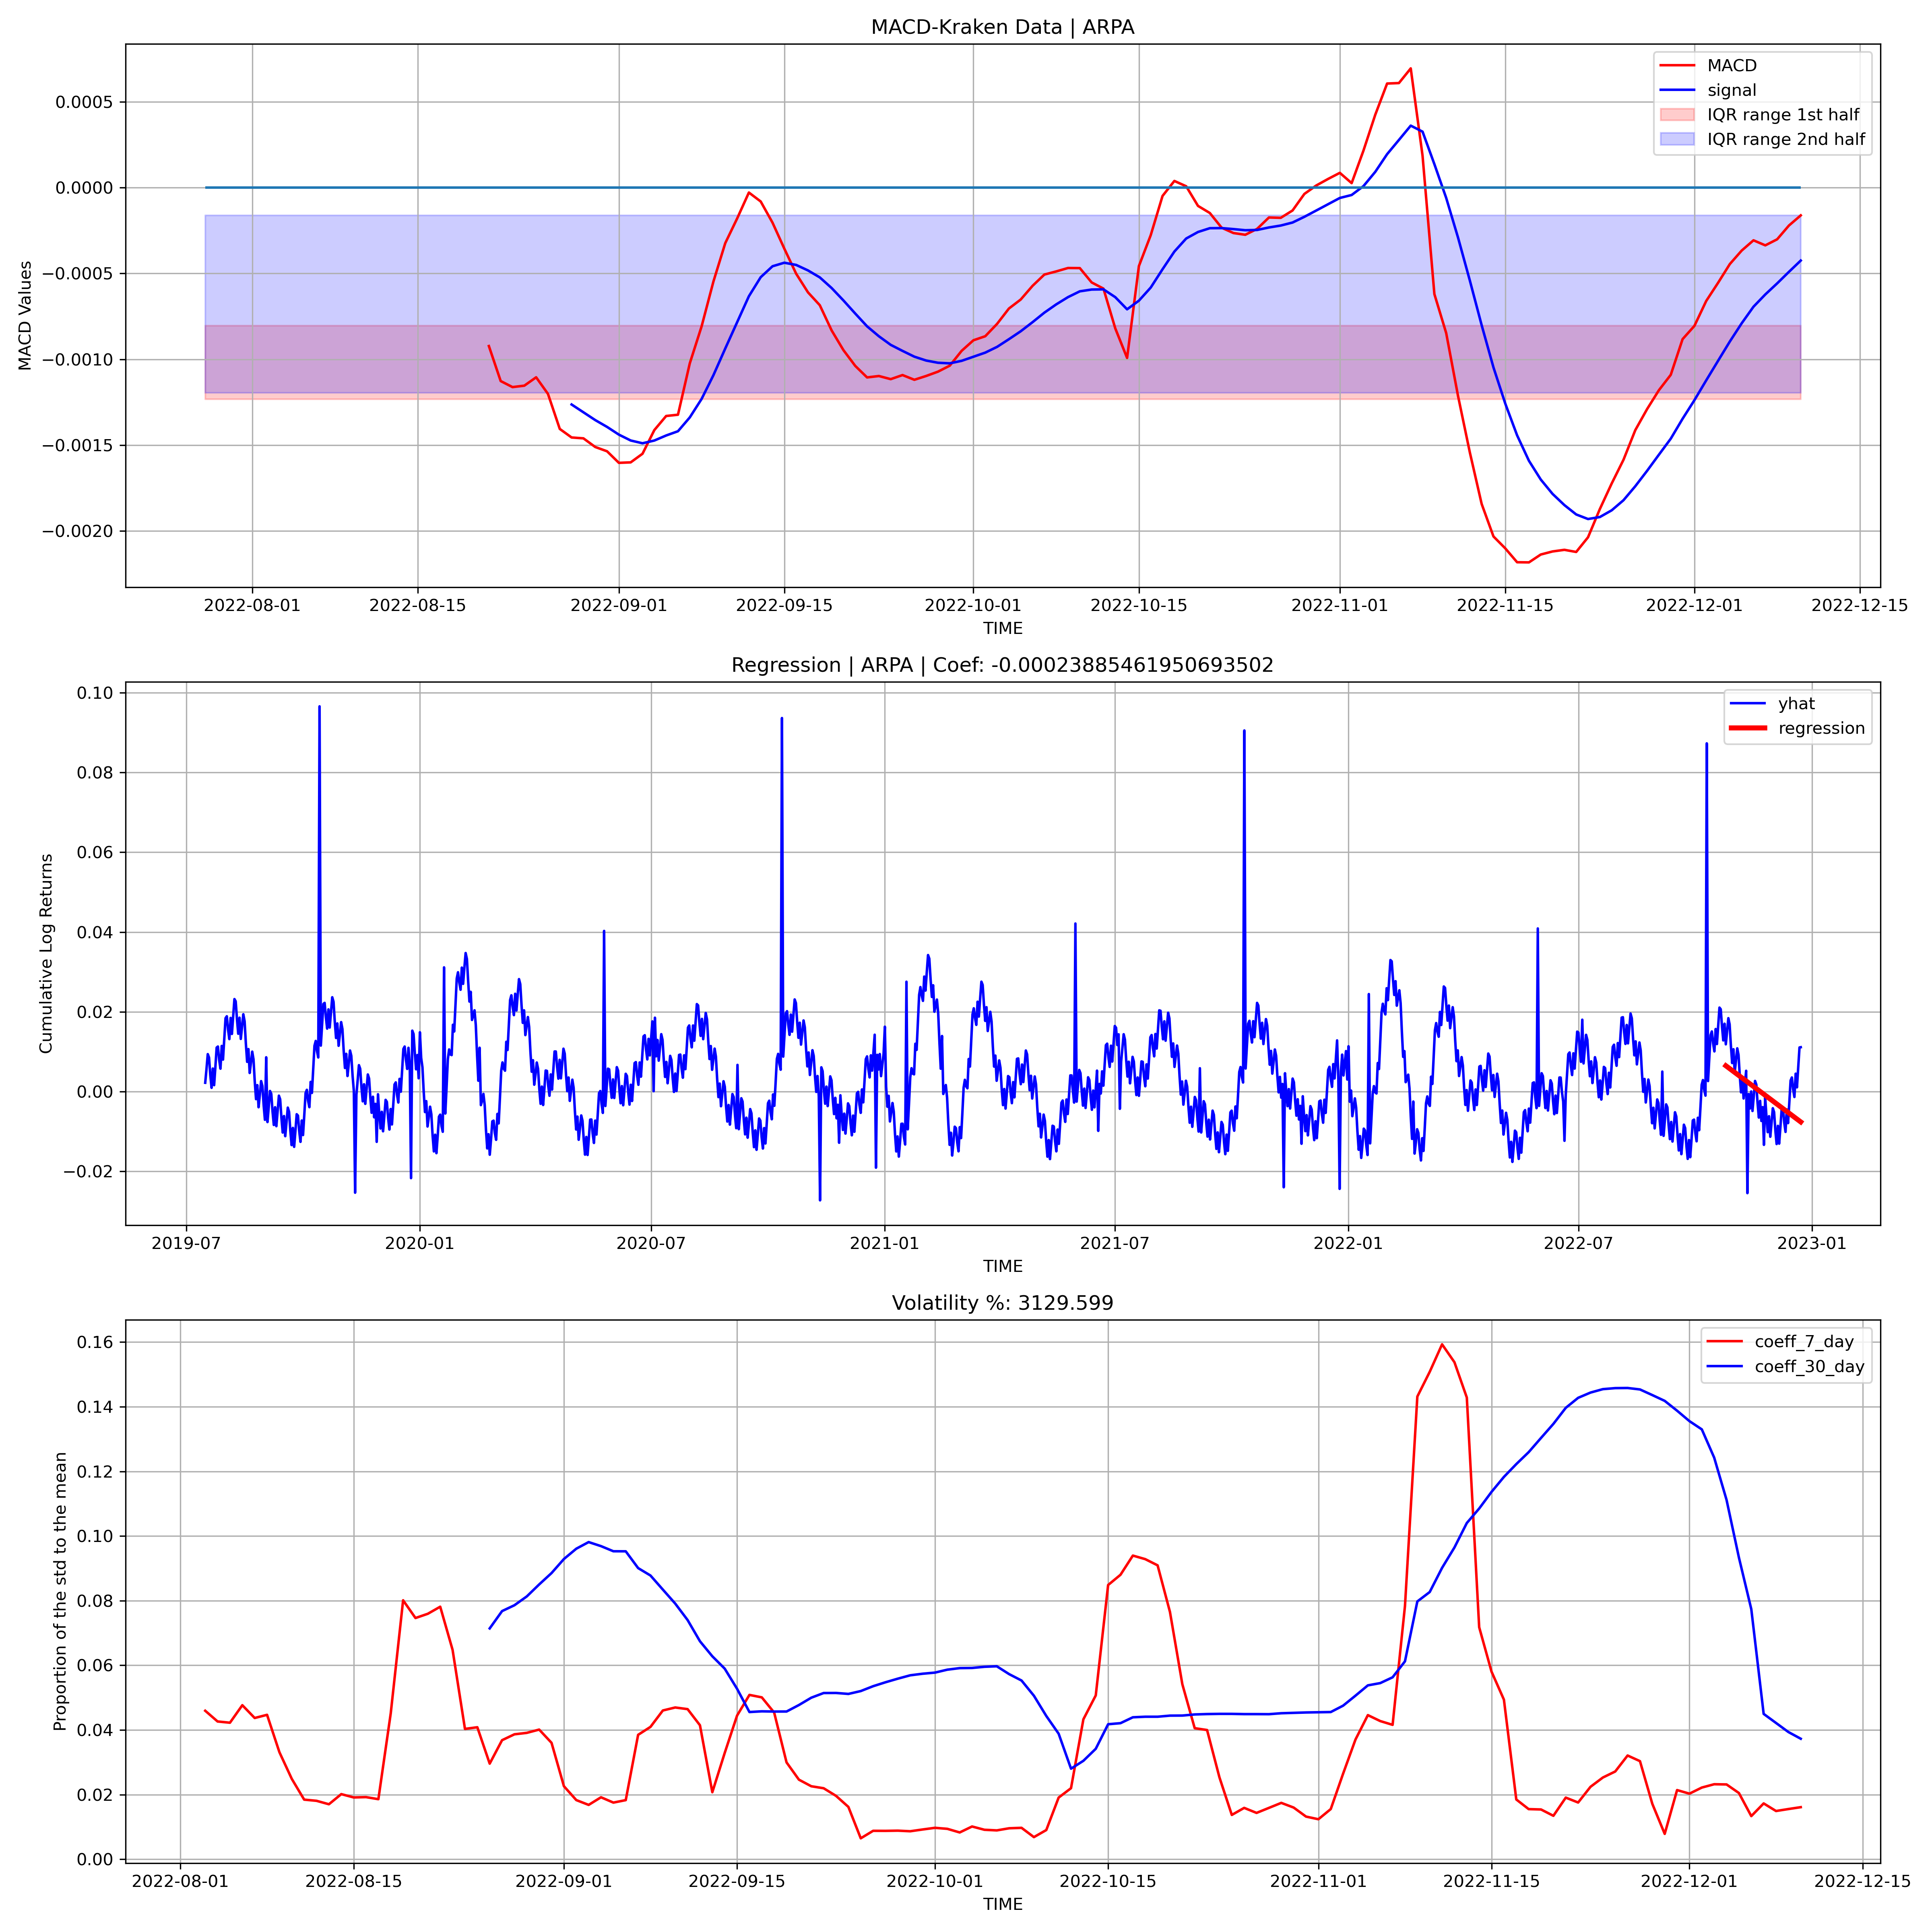 MACD-Kraken Data | ARPA
MACD
signal
IQR range 1st half
IQR range 2nd half
MACD Values
0.0005
0.0000
−0.0005
−0.0010
−0.0015
−0.0020
2022-08-01 2022-08-15 2022-09-01 2022-09-15 2022-10-01 2022-10-15 2022-11-01 2022-11-15 2022-12-01 2022-12-15
TIME
Regression | ARPA | Coef: -0.00023885461950693502
yhat
regression
Cumulative Log Returns
0.10
0.08
0.06
0.04
0.02
0.00
−0.02
2019-07 2020-01 2020-07 2021-01 2021-07 2022-01 2022-07 2023-01
TIME
Volatility %: 3129.599
coeff_7_day
coeff_30_day
Proportion of the std to the mean
0.16
0.14
0.12
0.10
0.08
0.06
0.04
0.02
0.00
2022-08-01 2022-08-15 2022-09-01 2022-09-15 2022-10-01 2022-10-15 2022-11-01 2022-11-15 2022-12-01 2022-12-15
TIME